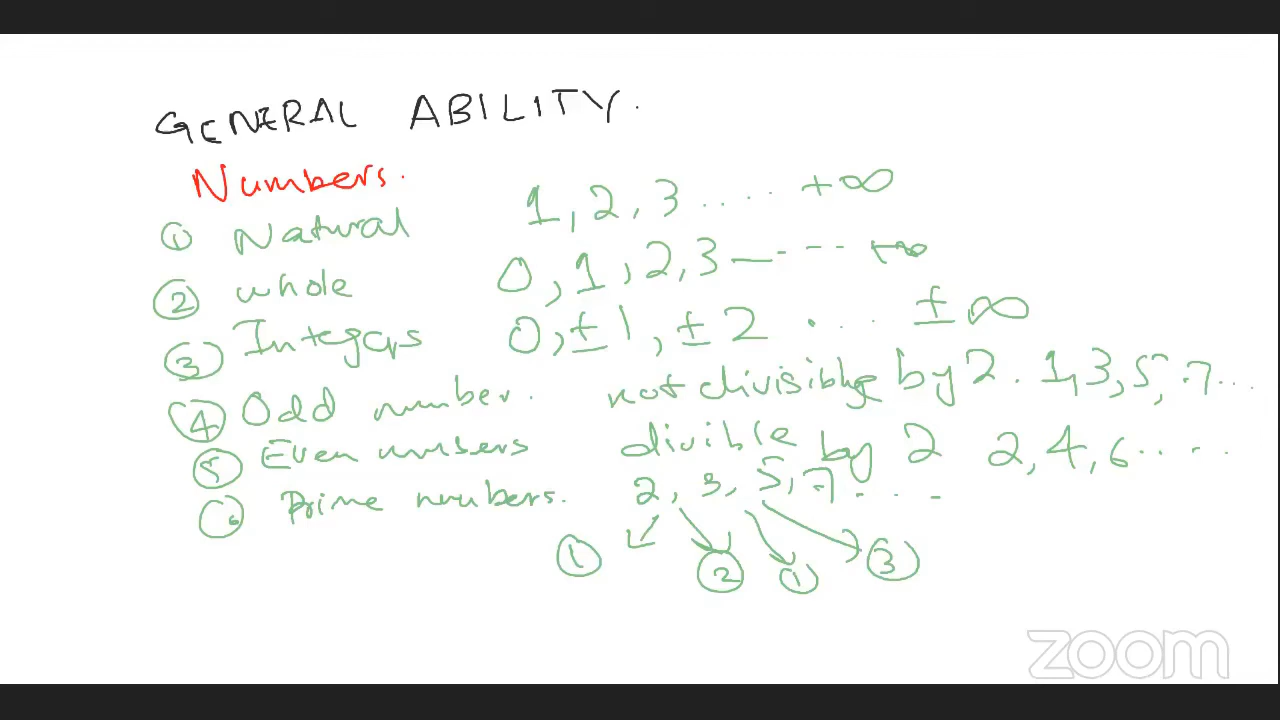 GENERAL ABILITY.
Numbers.
① Natural 1, 2, 3 ..... +∞
② whole 0, 1, 2, 3 ------ +∞
③ Integers 0, ±1, ±2 .... ±∞
④ Odd number. not divisible by 2. 1, 3, 5, 7...
⑤ Even numbers divible by 2 2, 4, 6.....
⑥ Prime numbers. 2, 3, 5, 7 ...
① ② ① ③
zoom